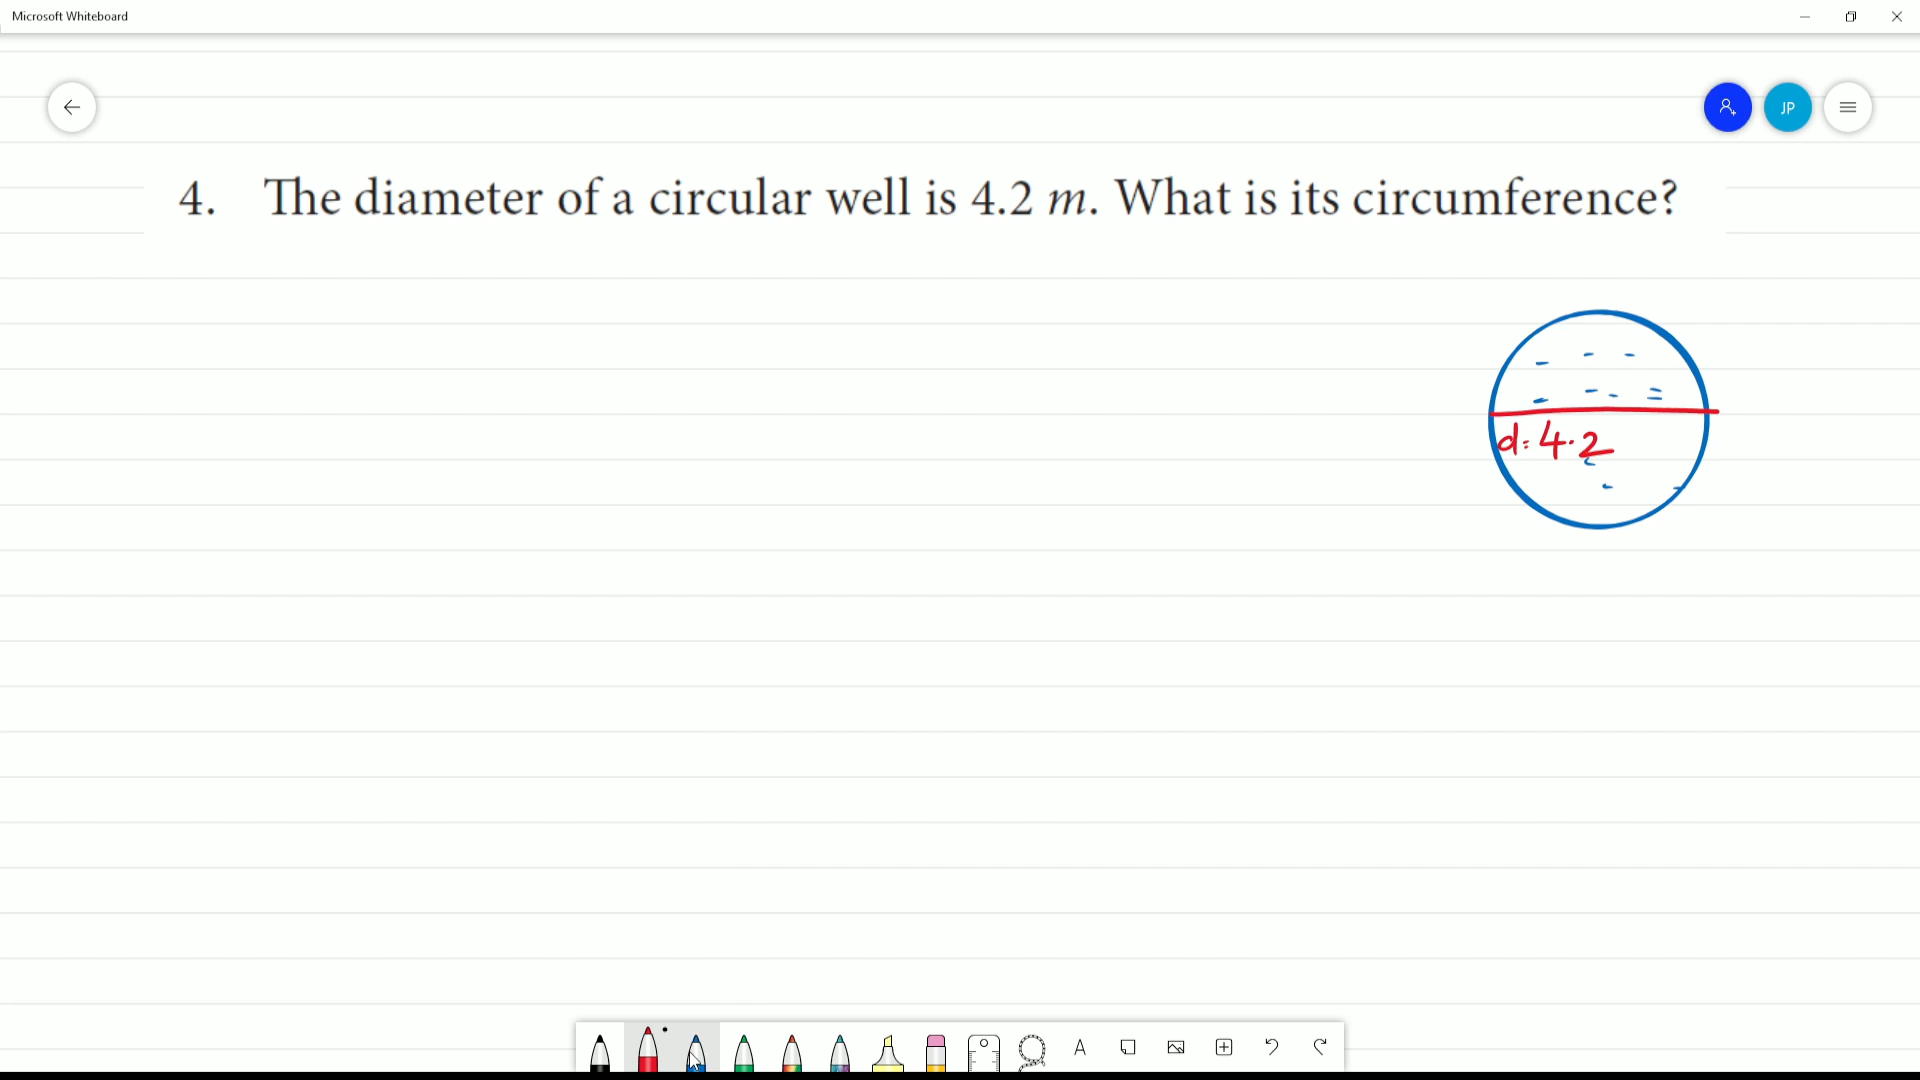 Microsoft Whiteboard
JP
4. The diameter of a circular well is 4.2 m. What is its circumference?
d=4.2
A